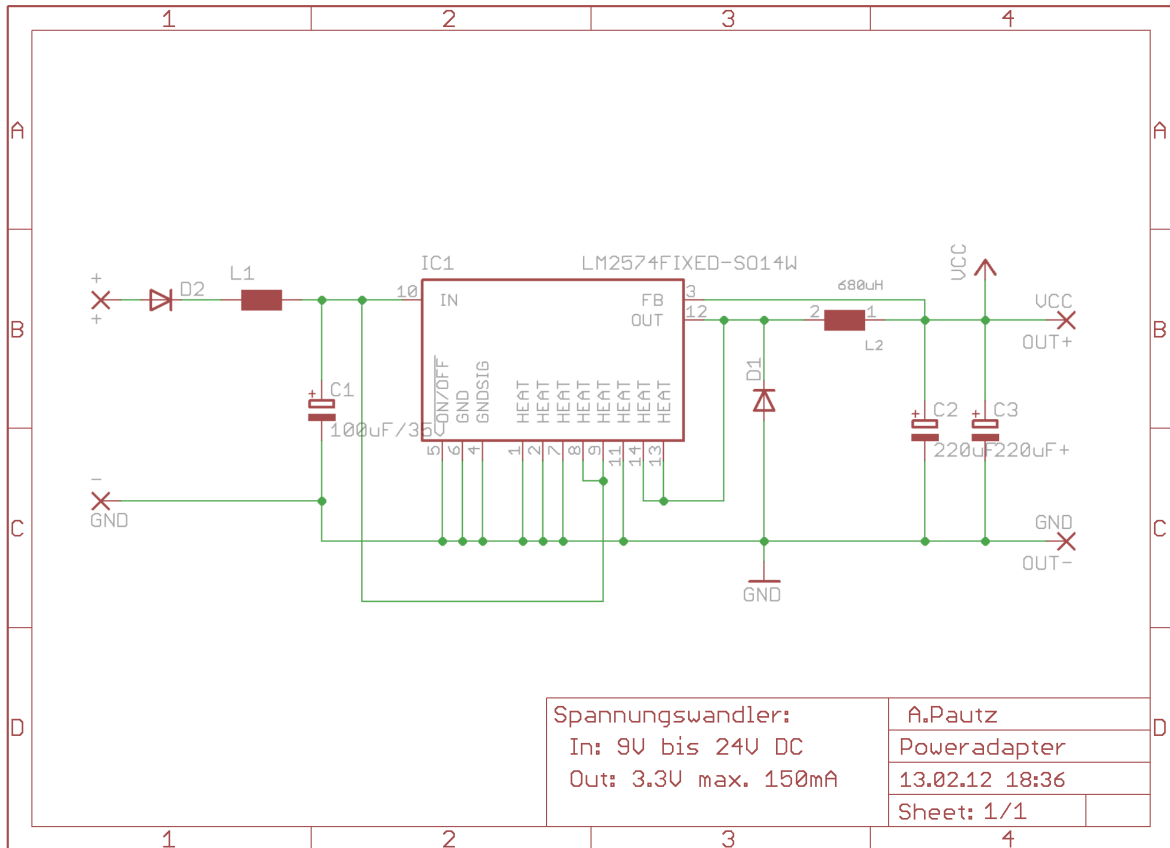 1 2 3 4
A A
B B
C C
D D
+
+
D2
L1
IC1
LM2574FIXED-SO14W
10
IN
FB
3
OUT
12
680uH
2 1
L2
VCC
VCC
OUT+
+
C1
100uF/35V
ON/OFF
GND
GNDSIG
HEAT
HEAT
HEAT
HEAT
HEAT
HEAT
HEAT
HEAT
5
6
4
1
2
7
8
9
11
14
13
D1
+
C2
220uF
+
C3
220uF+
-
GND
GND
GND
OUT-
Spannungswandler:
In: 9V bis 24V DC
Out: 3.3V max. 150mA
A.Pautz
Poweradapter
13.02.12 18:36
Sheet: 1/1
1 2 3 4